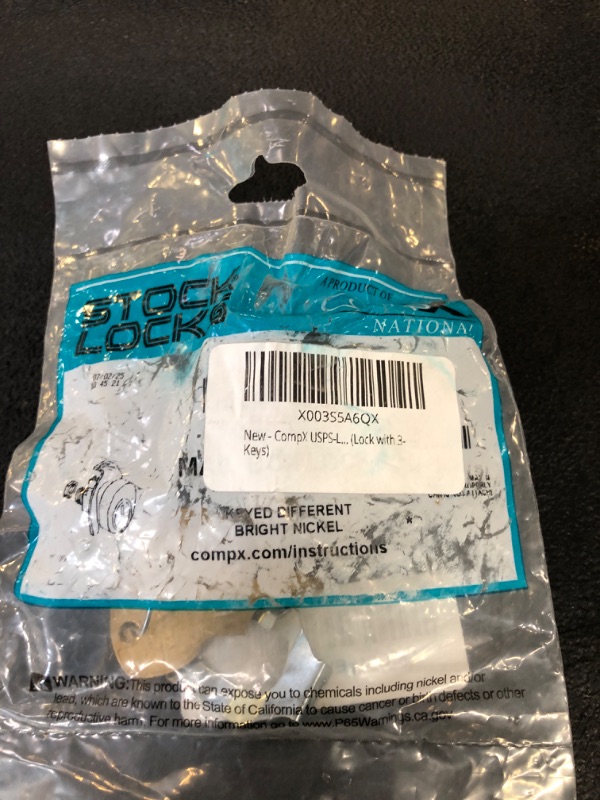 STOCK
LOCKS
A PRODUCT OF
NATIONAL
07/02/25
X003S5A6QX
New - CompX USPS-L... (Lock with 3-
Keys)
KEYED DIFFERENT
BRIGHT NICKEL
*
compx.com/instructions
WARNING: This product can expose you to chemicals including nickel and/or
lead, which are known to the State of California to cause cancer or birth defects or other
reproductive harm. For more information go to www.P65Warnings.ca.gov